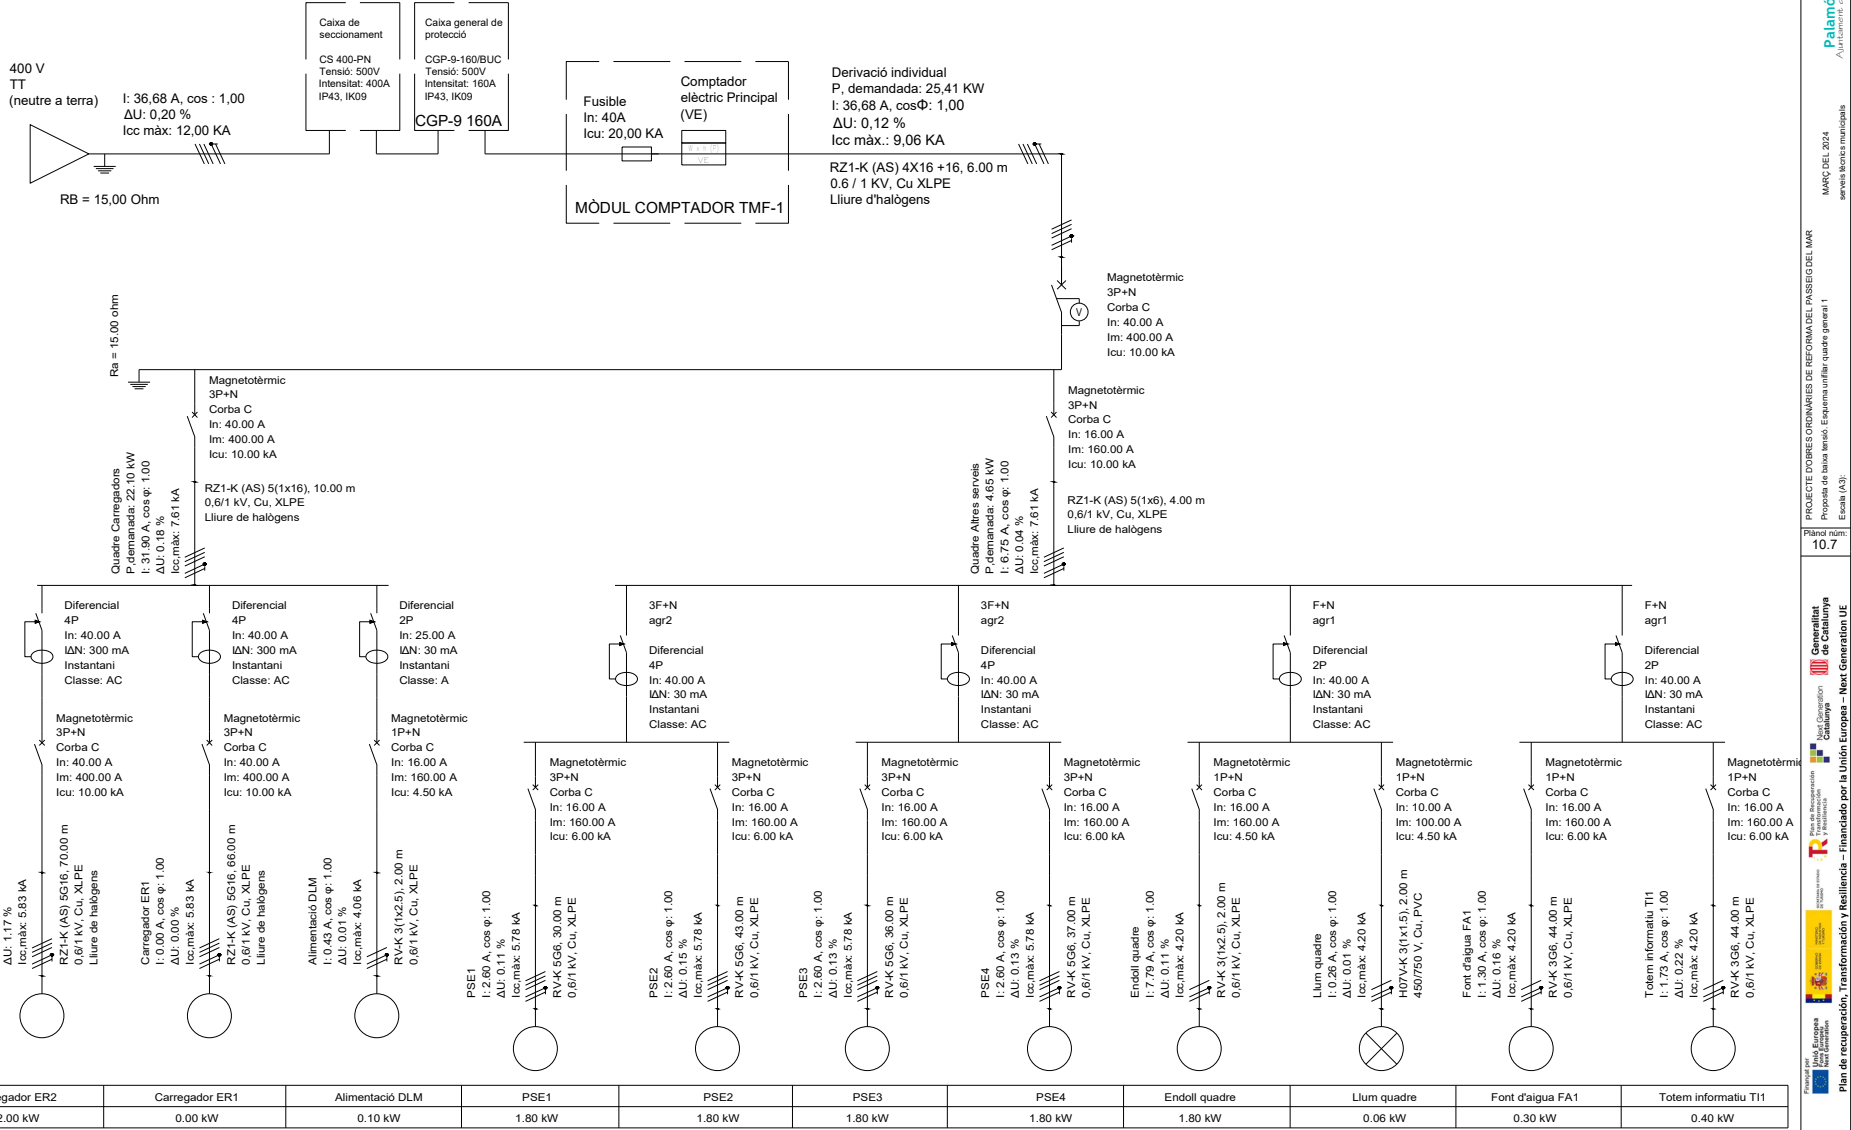 400 V
TT
(neutre a terra)
I: 36,68 A, cos : 1,00
ΔU: 0,20 %
Icc màx: 12,00 KA
RB = 15,00 Ohm
Caixa de
seccionament
CS 400-PN
Tensió: 500V
Intensitat: 400A
IP43, IK09
Caixa general de
protecció
CGP-9-160/BUC
Tensió: 500V
Intensitat: 160A
IP43, IK09
CGP-9 160A
Fusible
In: 40A
Icu: 20,00 KA
Comptador
elèctric Principal
(VE)
VE
MÒDUL COMPTADOR TMF-1
Derivació individual
P, demandada: 25,41 KW
I: 36,68 A, cosΦ: 1,00
ΔU: 0,12 %
Icc màx.: 9,06 KA
RZ1-K (AS) 4X16 +16, 6.00 m
0.6 / 1 KV, Cu XLPE
Lliure d'halògens
Magnetotèrmic
3P+N
Corba C
In: 40.00 A
Im: 400.00 A
Icu: 10.00 kA
V
Ra = 15.00 ohm
Magnetotèrmic
3P+N
Corba C
In: 40.00 A
Im: 400.00 A
Icu: 10.00 kA
Quadre Carregadors
P,demanada: 22.10 kW
I: 31.90 A, cos φ: 1.00
ΔU: 0.18 %
Icc,màx: 7.61 kA
RZ1-K (AS) 5(1x16), 10.00 m
0,6/1 kV, Cu, XLPE
Lliure de halògens
Magnetotèrmic
3P+N
Corba C
In: 16.00 A
Im: 160.00 A
Icu: 10.00 kA
Quadre Altres serveis
P,demanada: 4.65 kW
I: 6.75 A, cos φ: 1.00
ΔU: 0.04 %
Icc,màx: 7.61 kA
RZ1-K (AS) 5(1x6), 4.00 m
0,6/1 kV, Cu, XLPE
Lliure de halògens
Diferencial
4P
In: 40.00 A
IΔN: 300 mA
Instantani
Classe: AC
Diferencial
4P
In: 40.00 A
IΔN: 300 mA
Instantani
Classe: AC
Diferencial
2P
In: 25.00 A
IΔN: 30 mA
Instantani
Classe: A
3F+N
agr2
Diferencial
4P
In: 40.00 A
IΔN: 30 mA
Instantani
Classe: AC
3F+N
agr2
Diferencial
4P
In: 40.00 A
IΔN: 30 mA
Instantani
Classe: AC
F+N
agr1
Diferencial
2P
In: 40.00 A
IΔN: 30 mA
Instantani
Classe: AC
F+N
agr1
Diferencial
2P
In: 40.00 A
IΔN: 30 mA
Instantani
Classe: AC
Magnetotèrmic
3P+N
Corba C
In: 40.00 A
Im: 400.00 A
Icu: 10.00 kA
Magnetotèrmic
3P+N
Corba C
In: 40.00 A
Im: 400.00 A
Icu: 10.00 kA
Magnetotèrmic
1P+N
Corba C
In: 16.00 A
Im: 160.00 A
Icu: 4.50 kA
Magnetotèrmic
3P+N
Corba C
In: 16.00 A
Im: 160.00 A
Icu: 6.00 kA
Magnetotèrmic
3P+N
Corba C
In: 16.00 A
Im: 160.00 A
Icu: 6.00 kA
Magnetotèrmic
3P+N
Corba C
In: 16.00 A
Im: 160.00 A
Icu: 6.00 kA
Magnetotèrmic
3P+N
Corba C
In: 16.00 A
Im: 160.00 A
Icu: 6.00 kA
Magnetotèrmic
1P+N
Corba C
In: 16.00 A
Im: 160.00 A
Icu: 4.50 kA
Magnetotèrmic
1P+N
Corba C
In: 10.00 A
Im: 100.00 A
Icu: 4.50 kA
Magnetotèrmic
1P+N
Corba C
In: 16.00 A
Im: 160.00 A
Icu: 6.00 kA
Magnetotèrmic
1P+N
Corba C
In: 16.00 A
Im: 160.00 A
Icu: 6.00 kA
ΔU: 1.17 %
Icc,màx: 5.83 kA
RZ1-K (AS) 5G16, 70.00 m
0,6/1 kV, Cu, XLPE
Lliure de halògens
Carregador ER1
I: 0.00 A, cos φ: 1.00
ΔU: 0.00 %
Icc,màx: 5.83 kA
RZ1-K (AS) 5G16, 66.00 m
0,6/1 kV, Cu, XLPE
Lliure de halògens
Alimentació DLM
I: 0.43 A, cos φ: 1.00
ΔU: 0.01 %
Icc,màx: 4.06 kA
RV-K 3(1x2.5), 2.00 m
0,6/1 kV, Cu, XLPE
PSE1
I: 2.60 A, cos φ: 1.00
ΔU: 0.11 %
Icc,màx: 5.78 kA
RV-K 5G6, 30.00 m
0,6/1 kV, Cu, XLPE
PSE2
I: 2.60 A, cos φ: 1.00
ΔU: 0.15 %
Icc,màx: 5.78 kA
RV-K 5G6, 43.00 m
0,6/1 kV, Cu, XLPE
PSE3
I: 2.60 A, cos φ: 1.00
ΔU: 0.13 %
Icc,màx: 5.78 kA
RV-K 5G6, 36.00 m
0,6/1 kV, Cu, XLPE
PSE4
I: 2.60 A, cos φ: 1.00
ΔU: 0.13 %
Icc,màx: 5.78 kA
RV-K 5G6, 37.00 m
0,6/1 kV, Cu, XLPE
Endoll quadre
I: 7.79 A, cos φ: 1.00
ΔU: 0.11 %
Icc,màx: 4.20 kA
RV-K 3(1x2.5), 2.00 m
0,6/1 kV, Cu, XLPE
Llum quadre
I: 0.26 A, cos φ: 1.00
ΔU: 0.01 %
Icc,màx: 4.20 kA
H07V-K 3(1x1.5), 2.00 m
450/750 V, Cu, PVC
Font d'aigua FA1
I: 1.30 A, cos φ: 1.00
ΔU: 0.16 %
Icc,màx: 4.20 kA
RV-K 3G6, 44.00 m
0,6/1 kV, Cu, XLPE
Totem informatiu TI1
I: 1.73 A, cos φ: 1.00
ΔU: 0.22 %
Icc,màx: 4.20 kA
RV-K 3G6, 44.00 m
0,6/1 kV, Cu, XLPE
egador ER2 Carregador ER1 Alimentació DLM PSE1 PSE2 PSE3 PSE4 Endoll quadre Llum quadre Font d'aigua FA1 Totem informatiu TI1
2.00 kW 0.00 kW 0.10 kW 1.80 kW 1.80 kW 1.80 kW 1.80 kW 1.80 kW 0.06 kW 0.30 kW 0.40 kW
Palamó
Ajuntament d
MARÇ DEL 2024
serveis tècnics municipals
PROJECTE D'OBRES ORDINÀRIES DE REFORMA DEL PASSEIG DEL MAR
Proposta de baixa tensió. Esquema unifilar quadre general 1
Escala (A3):
Plànol núm:
10.7
Generalitat
de Catalunya
Next Generation
Catalunya
Plan de Recuperación
Transformación
y Resiliencia
Finançat per
Unió Europea
Fons Europeu
Next Generation
Plan de recuperación, Transformación y Resiliencia – Financiado por la Unión Europea – Next Generation UE